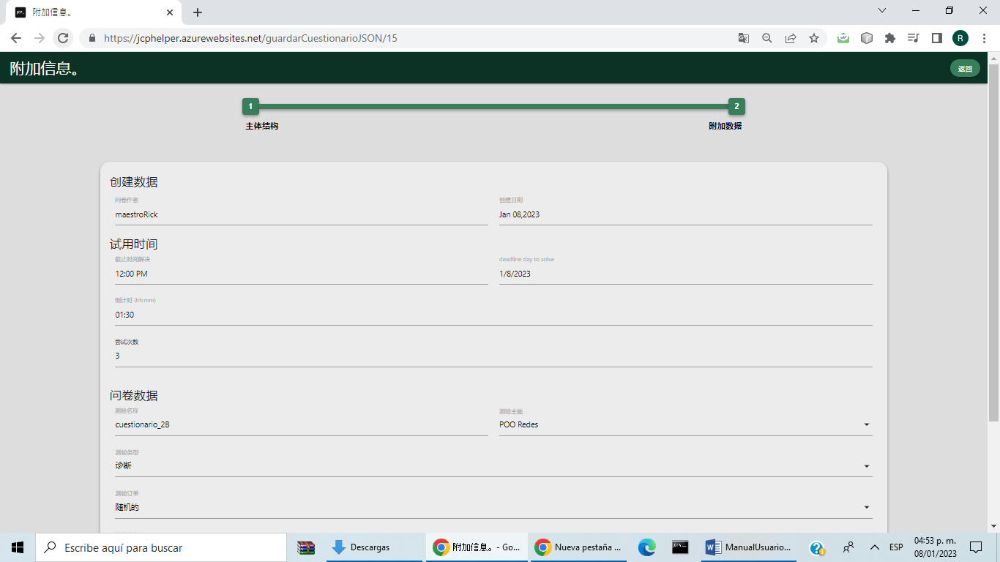 附加信息。
https://jcphelper.azurewebsites.net/guardarCuestionarioJSON/15
R
附加信息。
返回
1
2
主体结构
附加数据
创建数据
问卷作者
创建日期
maestroRick
Jan 08,2023
试用时间
截止时间解决
deadline day to solve
12:00 PM
1/8/2023
倒计时 (hh:mm)
01:30
尝试次数
3
问卷数据
测验名称
测验主题
cuestionario_2B
POO Redes
测验类型
诊断
测验订单
随机的
Escribe aquí para buscar
Descargas
附加信息。 - Go...
Nueva pestaña ...
ManualUsuario...
ESP
04:53 p. m.
08/01/2023